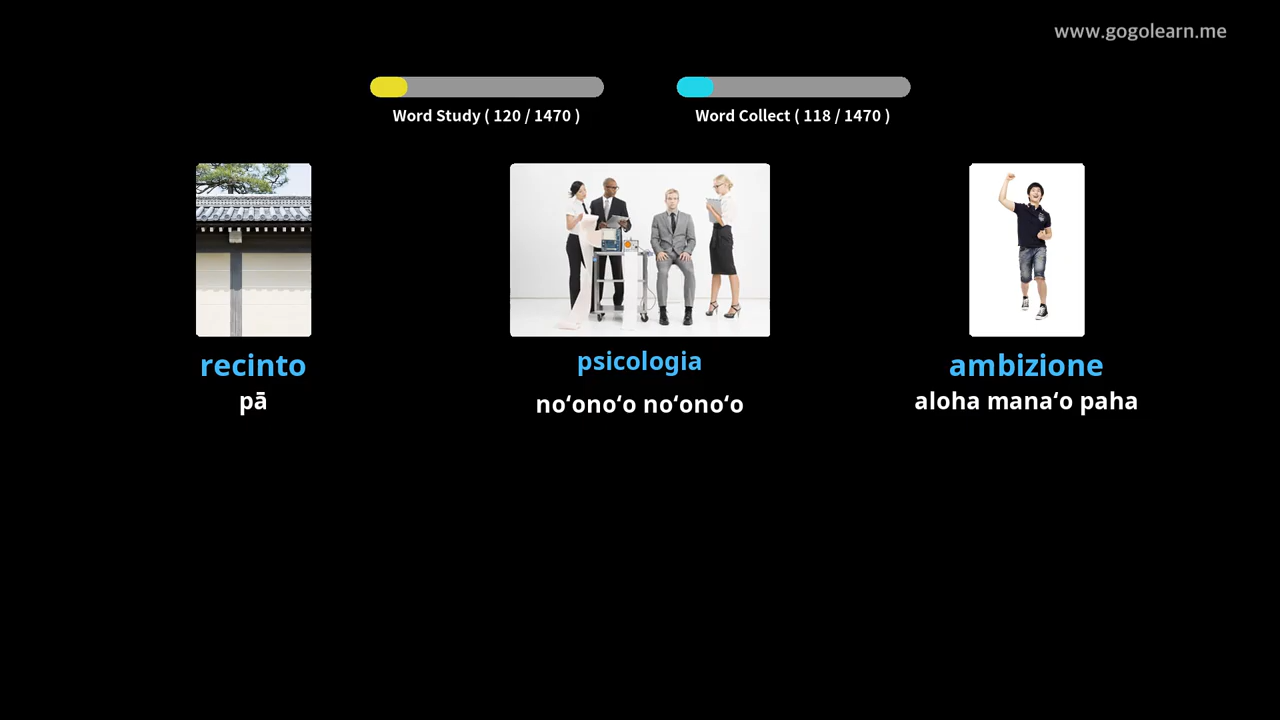 www.gogolearn.me
Word Study ( 120 / 1470 )
Word Collect ( 118 / 1470 )
recinto
pā
psicologia
noʻonoʻo noʻonoʻo
ambizione
aloha manaʻo paha